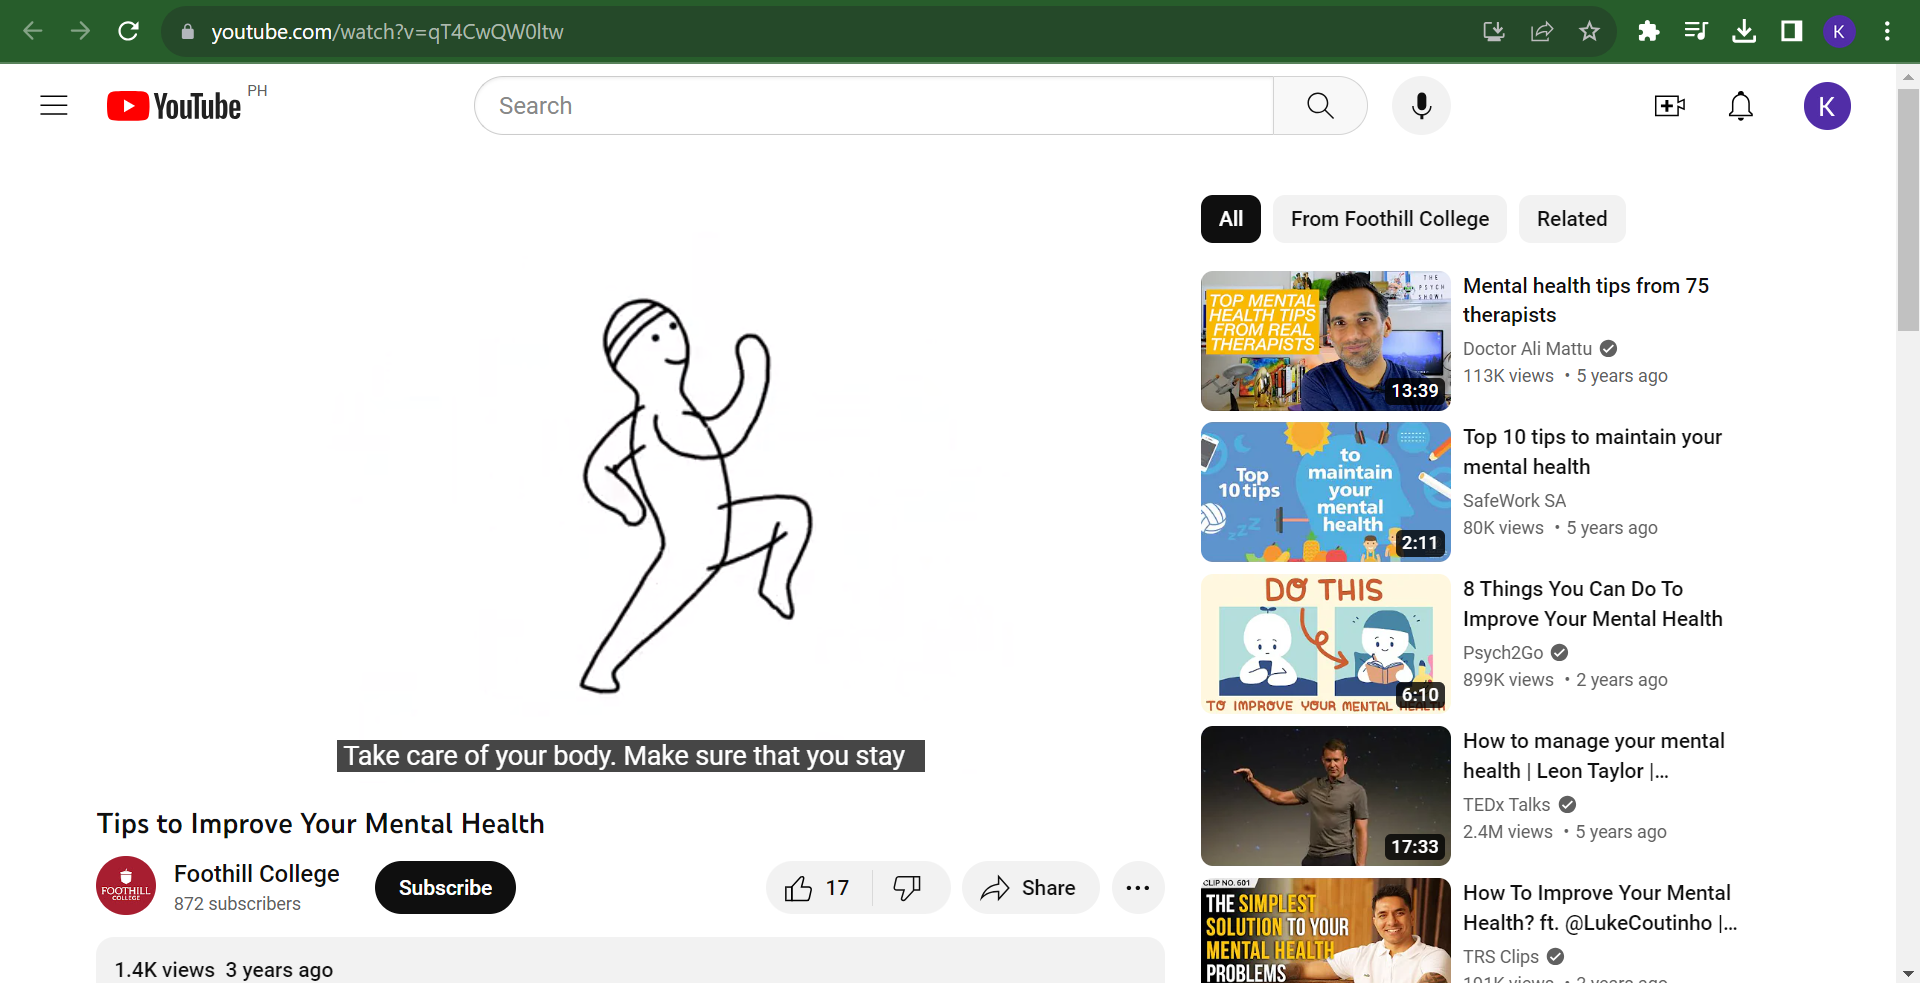 youtube.com/watch?v=qT4CwQW0ltw
K
YouTube PH
Search
K
Take care of your body. Make sure that you stay
Tips to Improve Your Mental Health
FOOTHILL
COLLEGE
Foothill College
872 subscribers
Subscribe
17
Share
1.4K views 3 years ago
All
From Foothill College
Related
TOP MENTAL
HEALTH TIPS
FROM REAL
THERAPISTS
THE
PSYCH
SHOW!
13:39
Mental health tips from 75
therapists
Doctor Ali Mattu
113K views • 5 years ago
Top
10 tips
to
maintain
your
mental
health
zzz
2:11
Top 10 tips to maintain your
mental health
SafeWork SA
80K views • 5 years ago
DO THIS
TO IMPROVE YOUR MENTAL HEALTH
6:10
8 Things You Can Do To
Improve Your Mental Health
Psych2Go
899K views • 2 years ago
17:33
How to manage your mental
health | Leon Taylor |...
TEDx Talks
2.4M views • 5 years ago
CLIP NO. 601
THE SIMPLEST
SOLUTION TO YOUR
MENTAL HEALTH
PROBLEMS
How To Improve Your Mental
Health? ft. @LukeCoutinho |...
TRS Clips